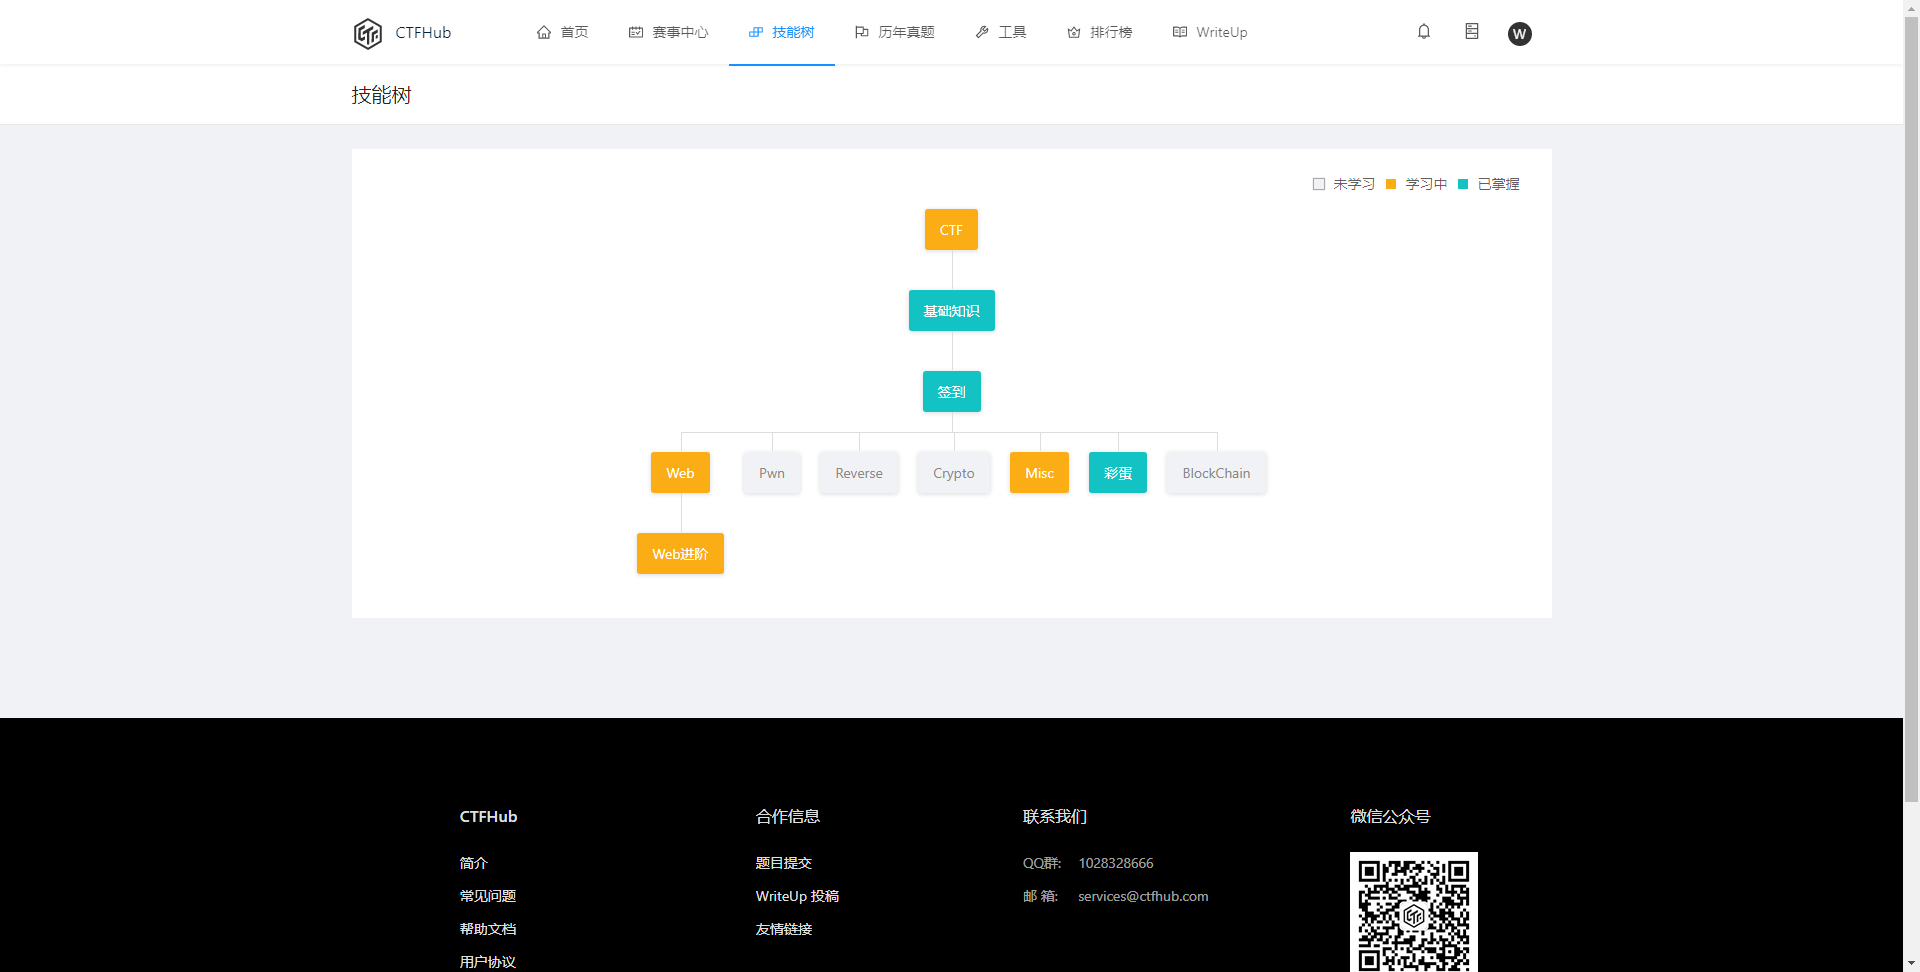 CTFHub
首页
赛事中心
技能树
历年真题
工具
排行榜
WriteUp
W
技能树
未学习
学习中
已掌握
CTF
基础知识
签到
Web
Pwn
Reverse
Crypto
Misc
彩蛋
BlockChain
Web进阶
CTFHub
简介
常见问题
帮助文档
用户协议
合作信息
题目提交
WriteUp 投稿
友情链接
联系我们
QQ群: 1028328666
邮 箱: services@ctfhub.com
微信公众号